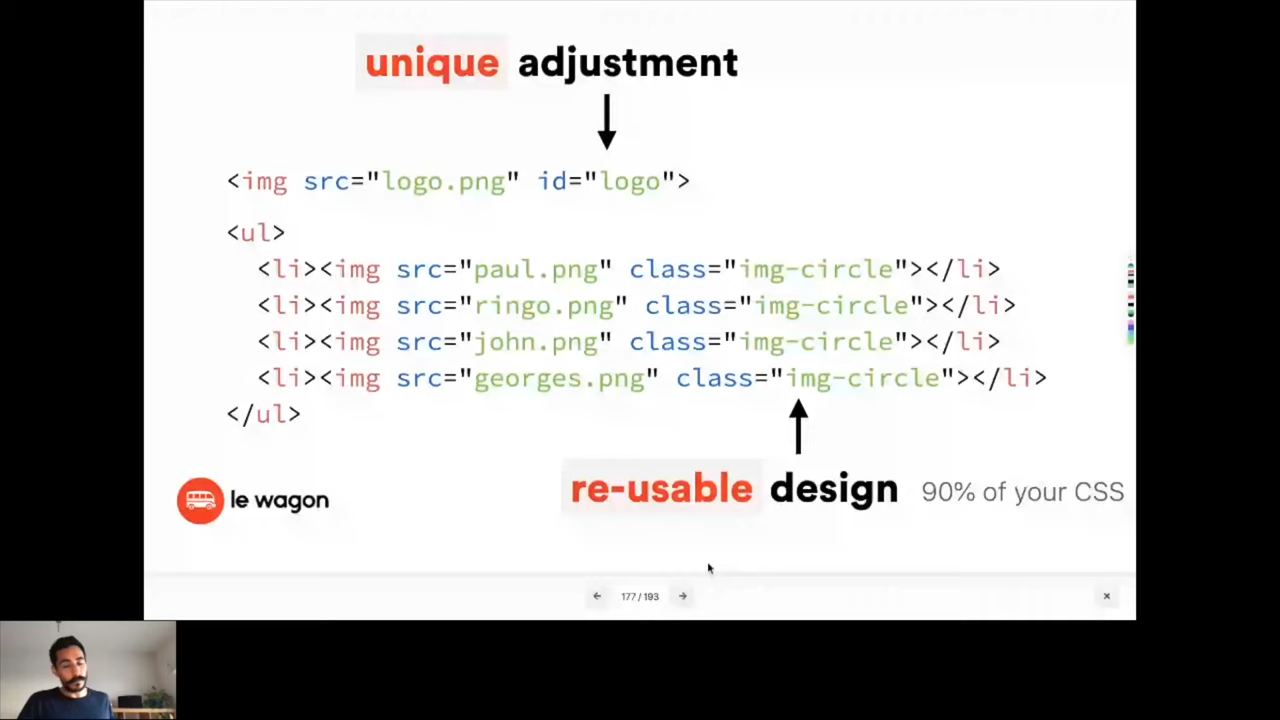 unique adjustment
<img src="logo.png" id="logo">
<ul>
<li><img src="paul.png" class="img-circle"></li>
<li><img src="ringo.png" class="img-circle"></li>
<li><img src="john.png" class="img-circle"></li>
<li><img src="georges.png" class="img-circle"></li>
</ul>
re-usable design 90% of your CSS
le wagon
177 / 193